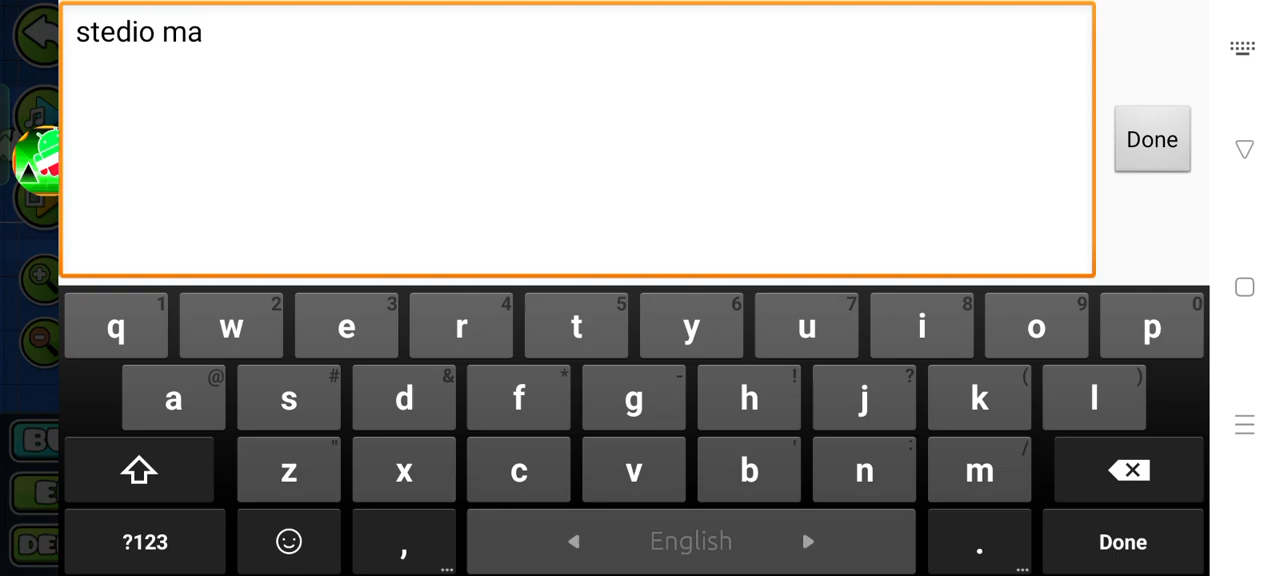 stedio ma
Done
q 1 w 2 e 3 r 4 t 5 y 6 u 7 i 8 o 9 p 0
a @ s # d & f * g - h ! j ? k ( l )
z " x c v b ' n : m /
?123 , ... English . ... Done